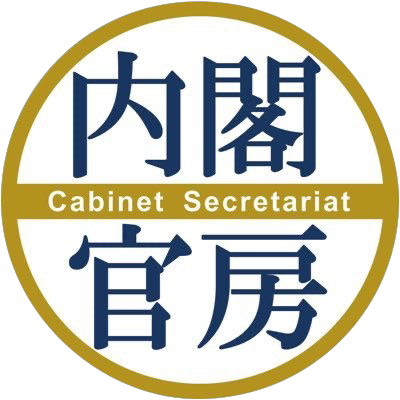 内閣
Cabinet Secretariat
官房